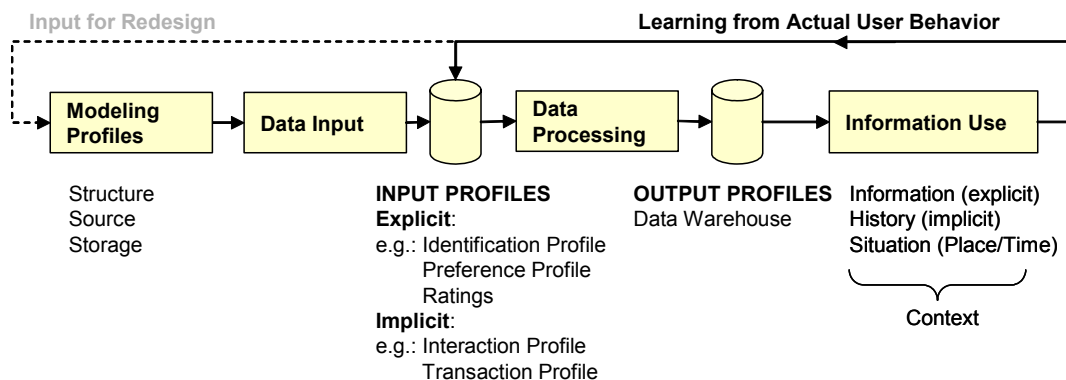 Input for Redesign
Learning from Actual User Behavior
Modeling
Profiles
Data Input
Data
Processing
Information Use
Structure
Source
Storage
INPUT PROFILES
Explicit:
e.g.: Identification Profile
Preference Profile
Ratings
Implicit:
e.g.: Interaction Profile
Transaction Profile
OUTPUT PROFILES
Data Warehouse
Information (explicit)
History (implicit)
Situation (Place/Time)
Context